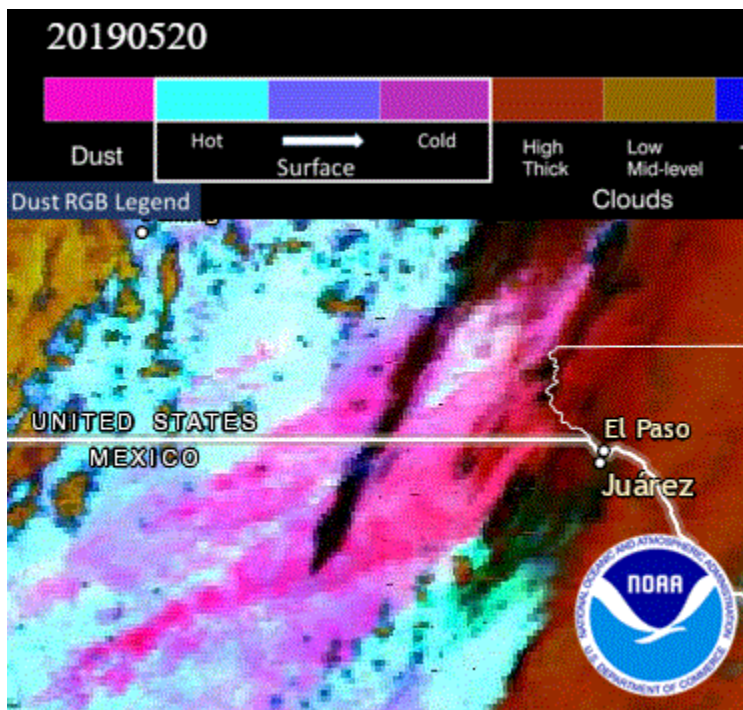 20190520
Dust
Hot
Cold
Surface
High
Thick
Low
Mid-level
Clouds
Dust RGB Legend
UNITED STATES
MEXICO
El Paso
Juárez
NOAA
NATIONAL OCEANIC AND ATMOSPHERIC ADMINISTRATION
U.S. DEPARTMENT OF COMMERCE